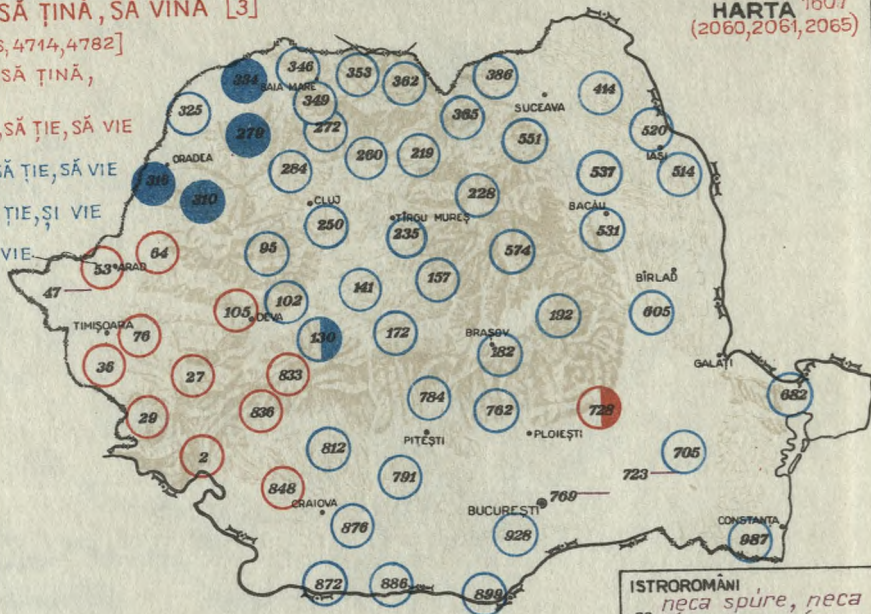 SĂ ȚINĂ, SĂ VINĂ [3]
HARTA 1607
(2060,2061,2065)
,4714,4782]
SĂ ȚINĂ,
,SĂ ȚIE,SĂ VIE
SĂ ȚIE,SĂ VIE
ȚIE,ȘI VIE
VIE
334
346
353
362
386
BAIA MARE
SUCEAVA
414
325
349
365
279
272
551
520
IAȘI
ORADEA
284
260
219
537
514
316
310
228
CLUJ
TÎRGU MUREȘ
BACĂU
250
235
531
64
95
574
53
ARAD
157
BÎRLAD
47
141
102
105
DEVA
192
605
TIMIȘOARA
76
130
172
BRAȘOV
182
36
27
833
GALAȚI
784
682
29
836
762
728
PITEȘTI
PLOIEȘTI
812
705
2
791
723
848
769
CRAIOVA
BUCUREȘTI
876
928
CONSTANȚA
987
872
886
899
ISTROROMÂNI
neca spúre, neca